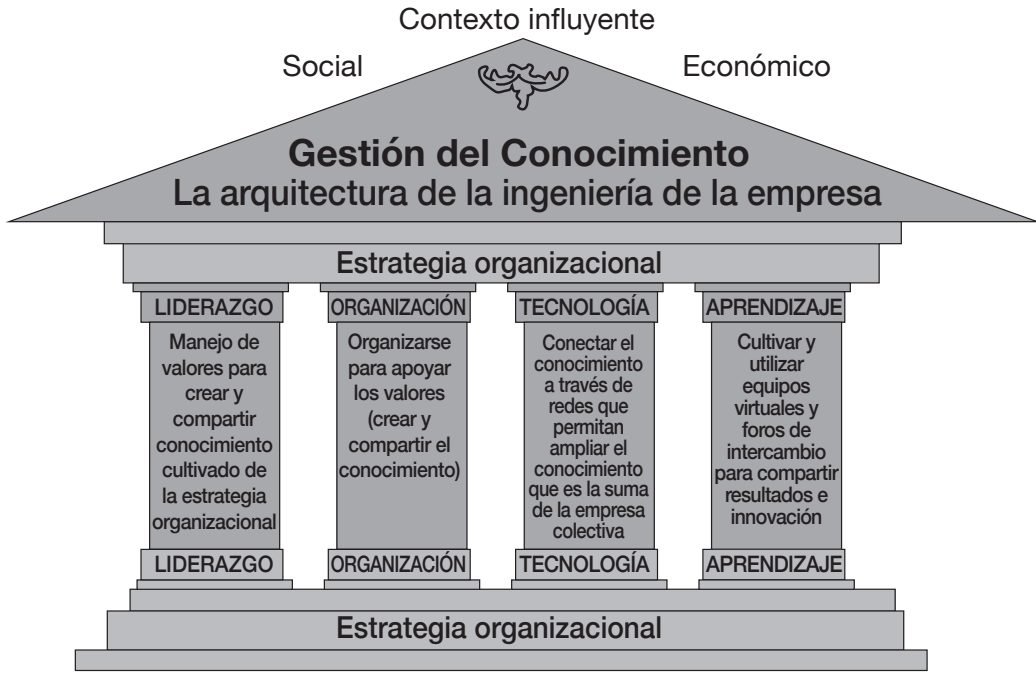 Contexto influyente
Social
Económico
Gestión del Conocimiento
La arquitectura de la ingeniería de la empresa
Estrategia organizacional
LIDERAZGO
Manejo de
valores para
crear y
compartir
conocimiento
cultivado de
la estrategia
organizacional
LIDERAZGO
ORGANIZACIÓN
Organizarse
para apoyar
los valores
(crear y
compartir el
conocimiento)
ORGANIZACIÓN
TECNOLOGÍA
Conectar el
conocimiento
a través de
redes que
permitan
ampliar el
conocimiento
que es la suma
de la empresa
colectiva
TECNOLOGÍA
APRENDIZAJE
Cultivar y
utilizar
equipos
virtuales y
foros de
intercambio
para compartir
resultados e
innovación
APRENDIZAJE
Estrategia organizacional